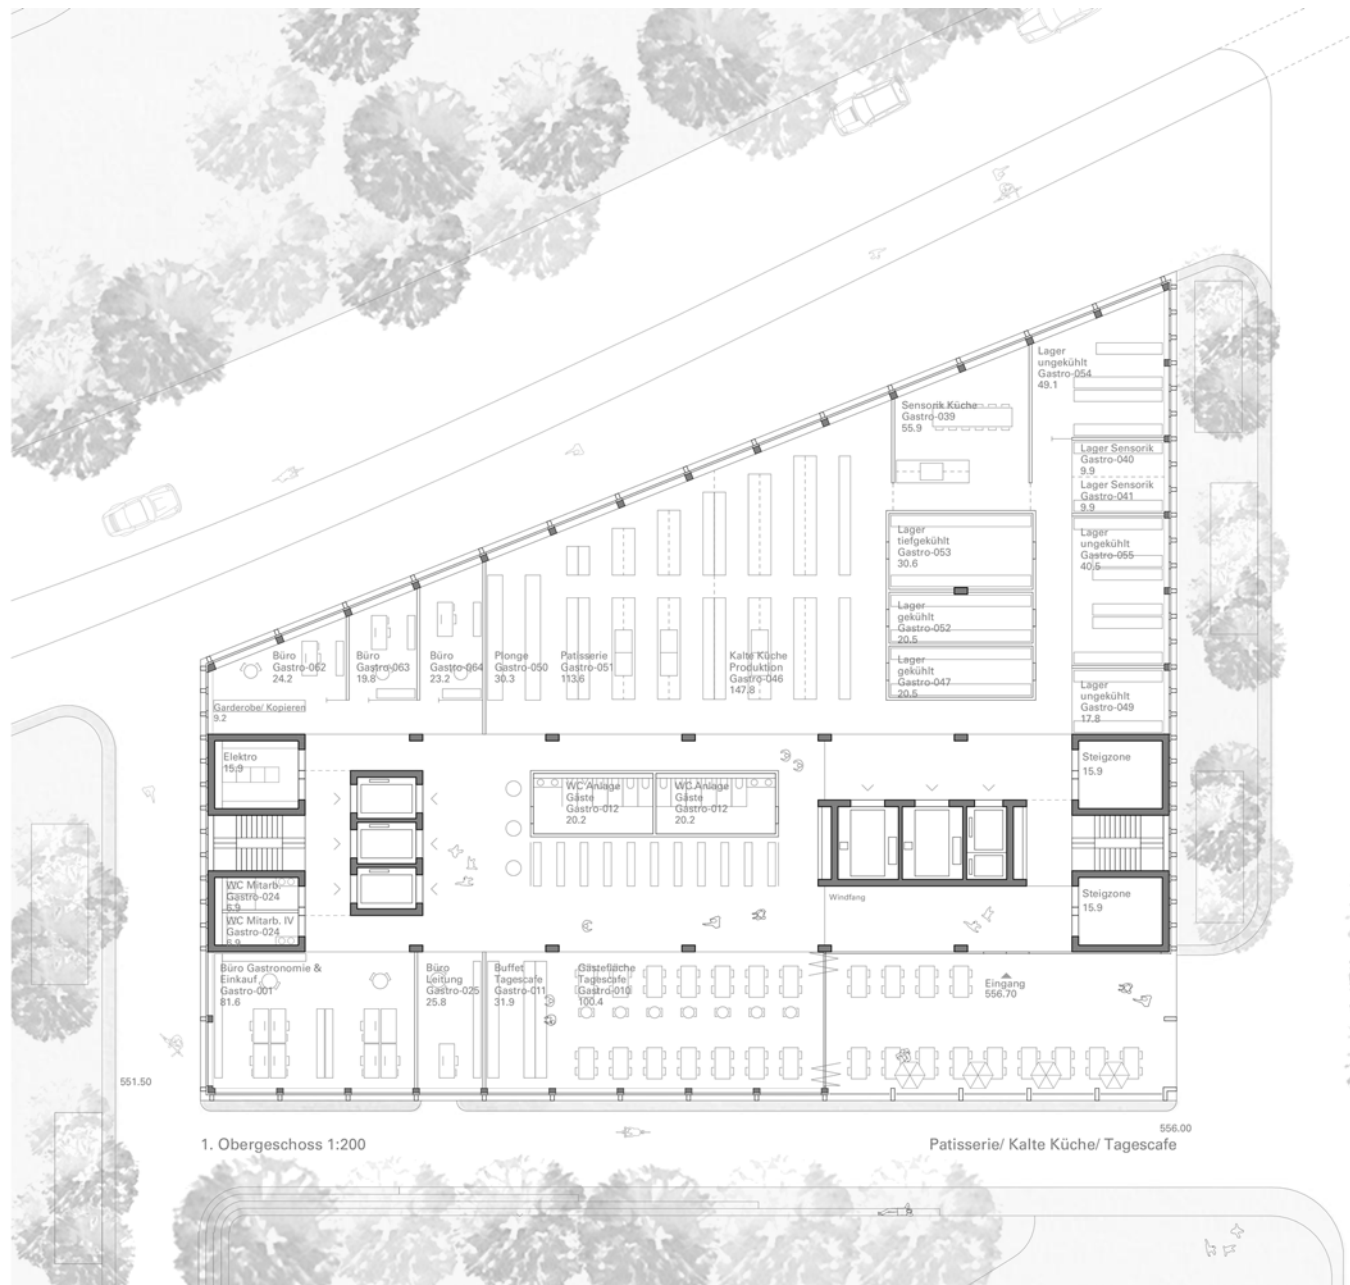 Lager
ungekühlt
Gastro-054
49.1
Sensorik Küche
Gastro-039
55.9
Lager Sensorik
Gastro-040
9.9
Lager Sensorik
Gastro-041
9.9
Lager
tiefgekühlt
Gastro-053
30.6
Lager
ungekühlt
Gastro-055
40.5
Lager
gekühlt
Gastro-052
20.5
Büro
Gastro-062
24.2
Büro
Gastro-063
19.8
Büro
Gastro-064
23.2
Plonge
Gastro-050
30.3
Patisserie
Gastro-051
113.6
Kalte Küche
Produktion
Gastro-046
147.8
Lager
gekühlt
Gastro-047
20.5
Lager
ungekühlt
Gastro-049
17.8
Garderobe/ Kopieren
9.2
Elektro
15.9
WC Anlage
Gäste
Gastro-012
20.2
WC Anlage
Gäste
Gastro-012
20.2
Steigzone
15.9
WC Mitarb.
Gastro-024
6.9
WC Mitarb. IV
Gastro-024
6.9
Windfang
Steigzone
15.9
Büro Gastronomie &
Einkauf
Gastro-001
81.6
Büro
Leitung
Gastro-025
25.8
Buffet
Tagescafe
Gastro-011
31.9
Gästefläche
Tagescafe
Gastro-010
100.4
Eingang
556.70
551.50
556.00
1. Obergeschoss 1:200
Patisserie/ Kalte Küche/ Tagescafe